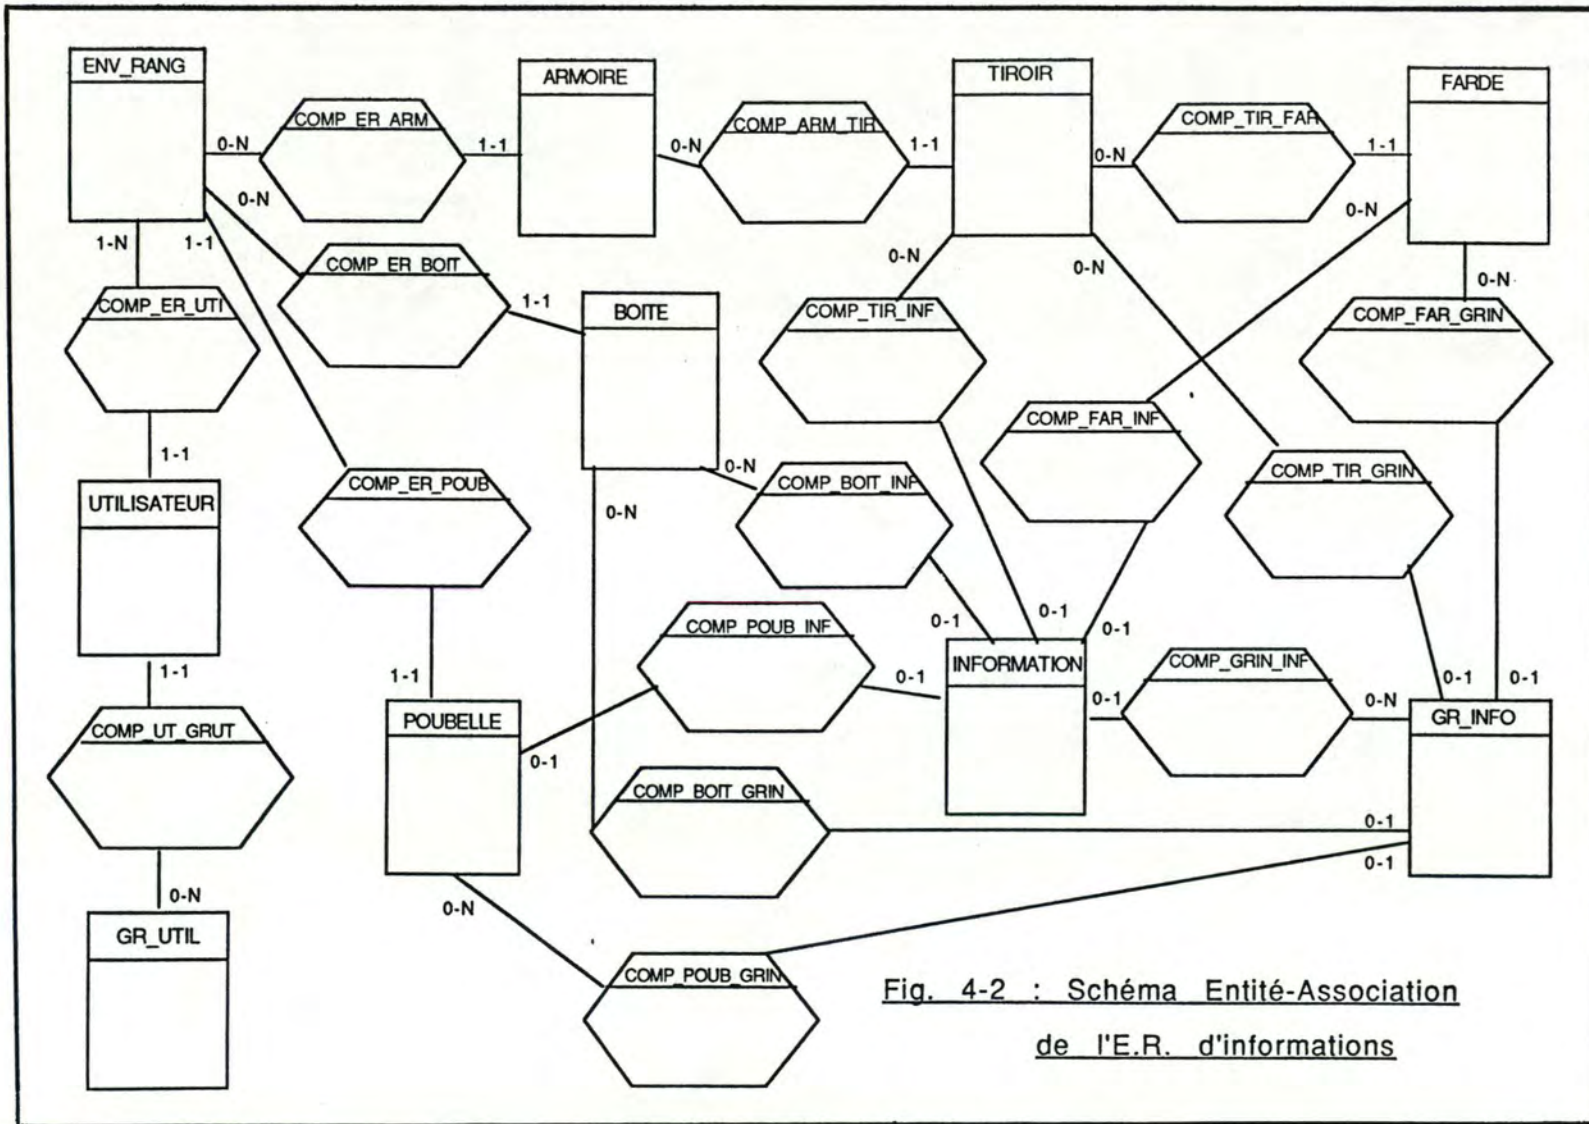 ENV_RANG
ARMOIRE
TIROIR
FARDE
COMP_ER_ARM
COMP_ARM_TIR
COMP_TIR_FAR
0-N
1-1
0-N
1-1
0-N
1-1
0-N
0-N
1-N
1-1
COMP_ER_BOIT
0-N
0-N
0-N
COMP_ER_UTI
1-1
BOITE
COMP_TIR_INF
COMP_FAR_GRIN
COMP_FAR_INF
1-1
0-N
COMP_TIR_GRIN
UTILISATEUR
COMP_ER_POUB
COMP_BOIT_INF
0-N
COMP_POUB_INF
0-1
0-1
0-1
INFORMATION
COMP_GRIN_INF
1-1
1-1
0-1
0-1
0-N
0-1
0-1
COMP_UT_GRUT
POUBELLE
GR_INFO
0-1
COMP_BOIT_GRIN
0-1
0-1
0-N
0-N
GR_UTIL
COMP_POUB_GRIN
Fig. 4-2 : Schéma Entité-Association
de l'E.R. d'informations